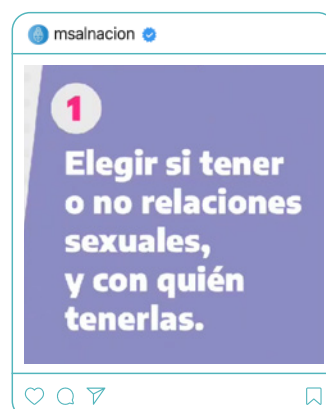 msalnacion
1
Elegir si tener
o no relaciones
sexuales,
y con quién
tenerlas.